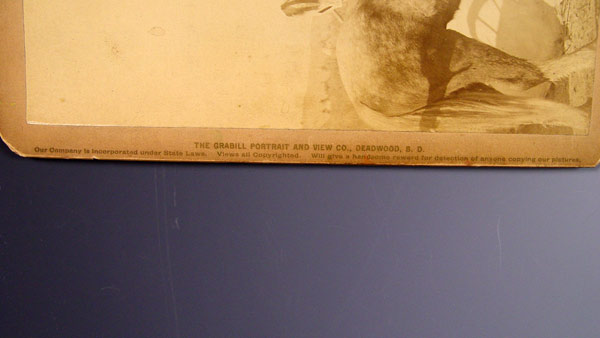 THE GRABILL PORTRAIT AND VIEW CO., DEADWOOD, S. D.
Our Company is Incorporated under State Laws. Views all Copyrighted. Will give a handsome reward for detection of anyone copying our pictures.